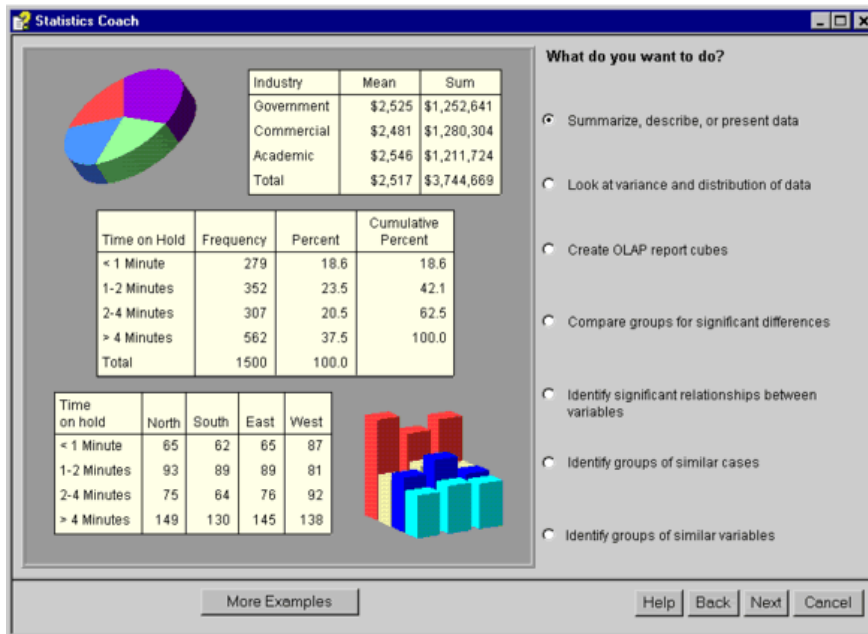 Statistics Coach
What do you want to do?
Industry Mean Sum
Government $2,525 $1,252,641
Commercial $2,481 $1,280,304
Academic $2,546 $1,211,724
Total $2,517 $3,744,669
Cumulative
Time on Hold Frequency Percent Percent
< 1 Minute 279 18.6 18.6
1-2 Minutes 352 23.5 42.1
2-4 Minutes 307 20.5 62.5
> 4 Minutes 562 37.5 100.0
Total 1500 100.0
Time
on hold North South East West
< 1 Minute 65 62 65 87
1-2 Minutes 93 89 89 81
2-4 Minutes 75 64 76 92
> 4 Minutes 149 130 145 138
Summarize, describe, or present data
Look at variance and distribution of data
Create OLAP report cubes
Compare groups for significant differences
Identify significant relationships between
variables
Identify groups of similar cases
Identify groups of similar variables
More Examples
Help Back Next Cancel